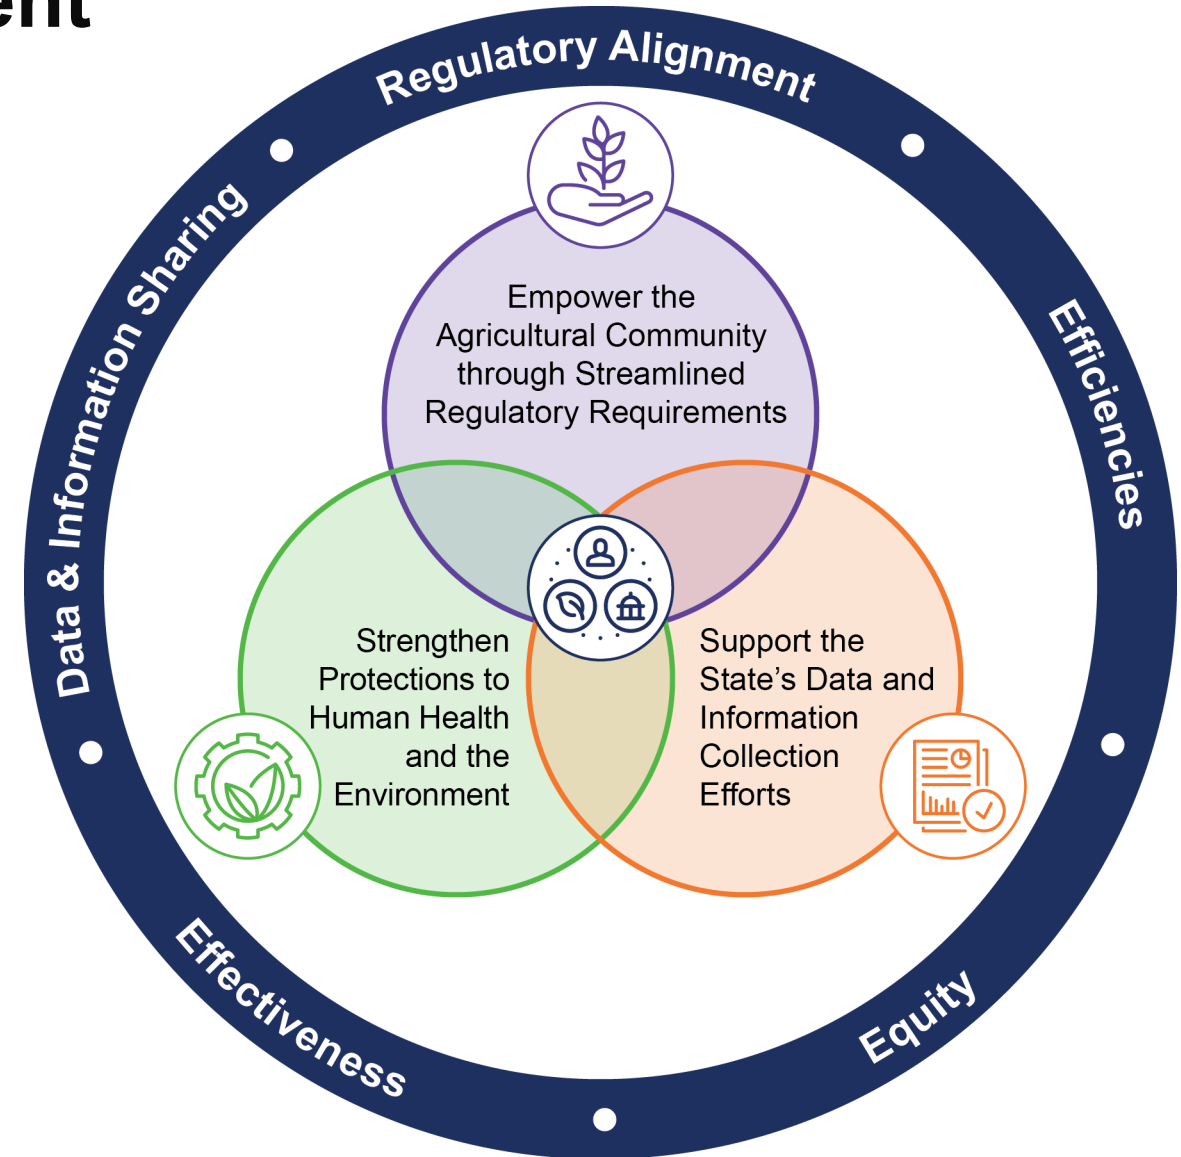 ent
Regulatory Alignment
Efficiencies
Equity
Effectiveness
Data & Information Sharing
Empower the
Agricultural Community
through Streamlined
Regulatory Requirements
Strengthen
Protections to
Human Health
and the
Environment
Support the
State’s Data and
Information
Collection
Efforts